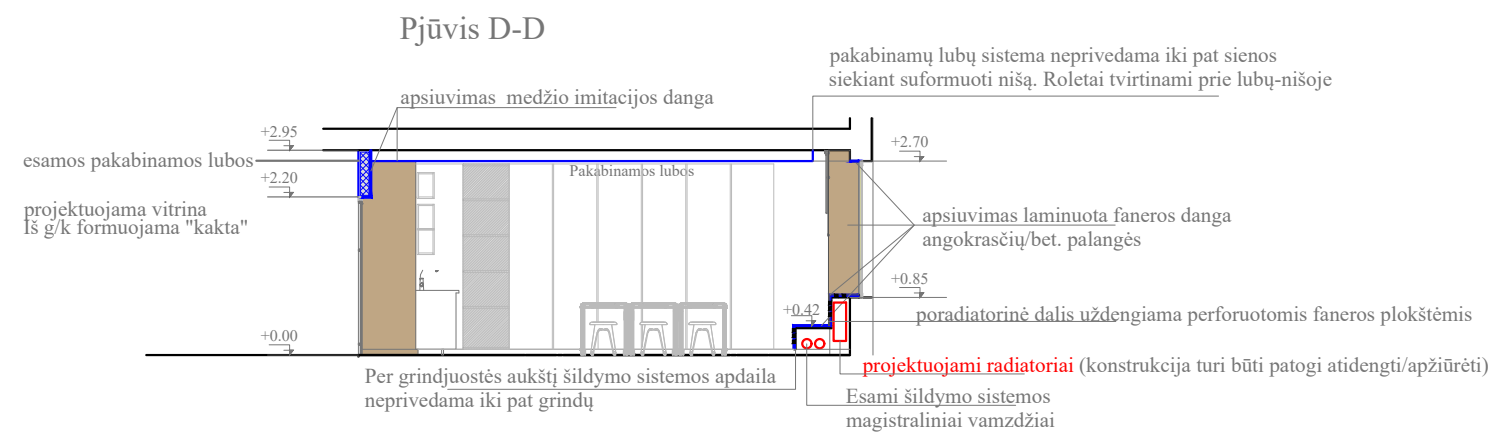 Pjūvis D-D
pakabinamų lubų sistema neprivedama iki pat sienos
siekiant suformuoti nišą. Roletai tvirtinami prie lubų-nišoje
apsiuvimas medžio imitacijos danga
+2.95
+2.70
esamos pakabinamos lubos
Pakabinamos lubos
+2.20
projektuojama vitrina
Iš g/k formuojama "kakta"
apsiuvimas laminuota faneros danga
angokrasčių/bet. palangės
+0.85
+0.42
poradiatorinė dalis uždengiama perforuotomis faneros plokštėmis
+0.00
projektuojami radiatoriai (konstrukcija turi būti patogi atidengti/apžiūrėti)
Per grindjuostės aukštį šildymo sistemos apdaila
neprivedama iki pat grindų
Esami šildymo sistemos
magistraliniai vamzdžiai